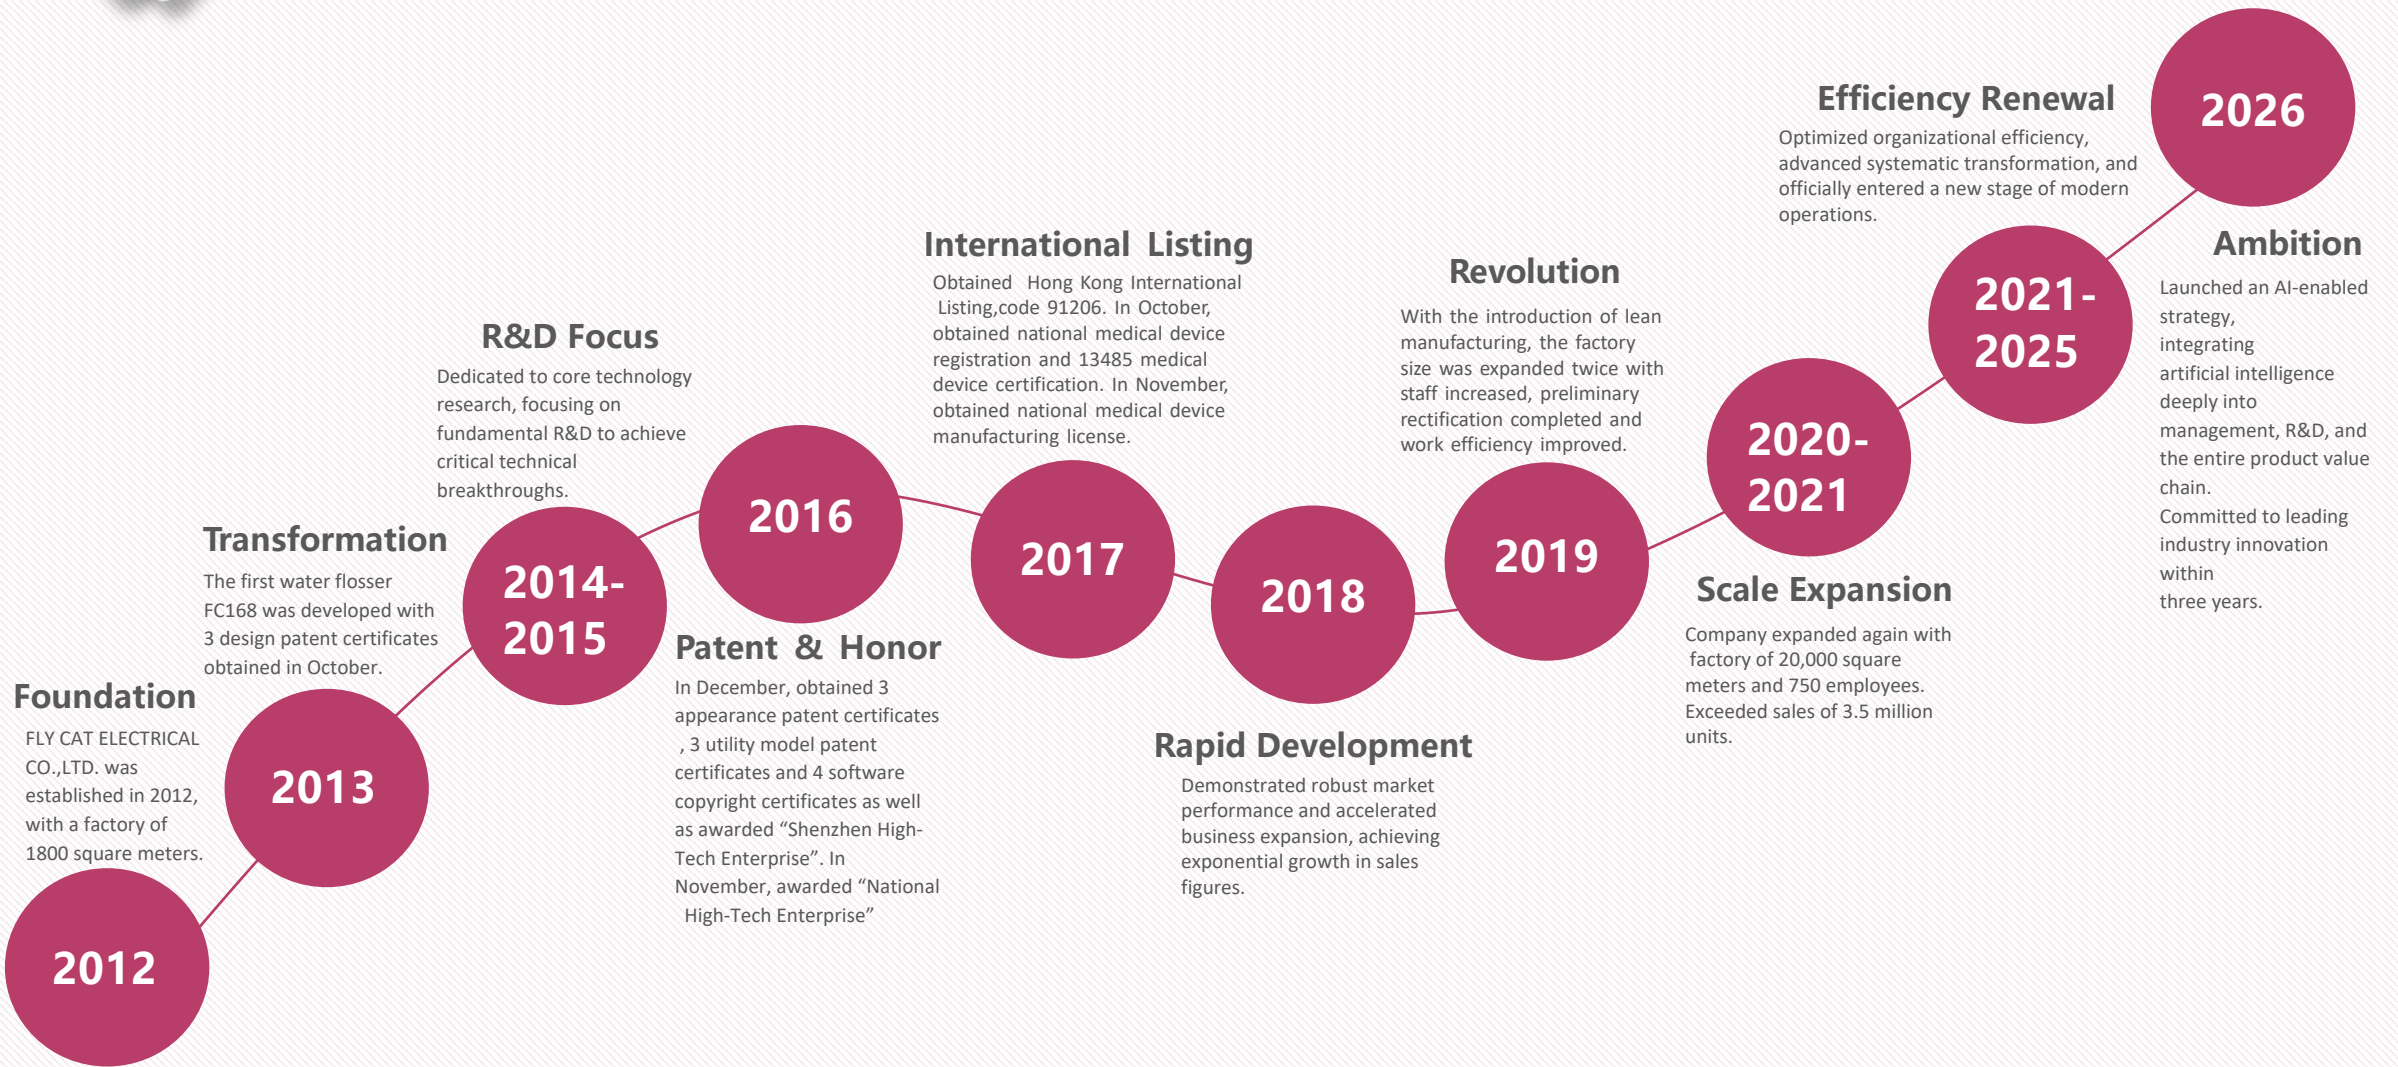 Foundation
FLY CAT ELECTRICAL
CO.,LTD. was
established in 2012,
with a factory of
1800 square meters.
2012
Transformation
The first water flosser
FC168 was developed with
3 design patent certificates
obtained in October.
2013
R&D Focus
Dedicated to core technology
research, focusing on
fundamental R&D to achieve
critical technical
breakthroughs.
2014-
2015
2016
Patent & Honor
In December, obtained 3
appearance patent certificates
, 3 utility model patent
certificates and 4 software
copyright certificates as well
as awarded “Shenzhen High-
Tech Enterprise”. In
November, awarded “National
High-Tech Enterprise”
International Listing
Obtained Hong Kong International
Listing,code 91206. In October,
obtained national medical device
registration and 13485 medical
device certification. In November,
obtained national medical device
manufacturing license.
2017
2018
Rapid Development
Demonstrated robust market
performance and accelerated
business expansion, achieving
exponential growth in sales
figures.
Revolution
With the introduction of lean
manufacturing, the factory
size was expanded twice with
staff increased, preliminary
rectification completed and
work efficiency improved.
2019
2020-
2021
Scale Expansion
Company expanded again with
factory of 20,000 square
meters and 750 employees.
Exceeded sales of 3.5 million
units.
Efficiency Renewal
Optimized organizational efficiency,
advanced systematic transformation, and
officially entered a new stage of modern
operations.
2021-
2025
2026
Ambition
Launched an AI-enabled
strategy,
integrating
artificial intelligence
deeply into
management, R&D, and
the entire product value
chain.
Committed to leading
industry innovation
within
three years.